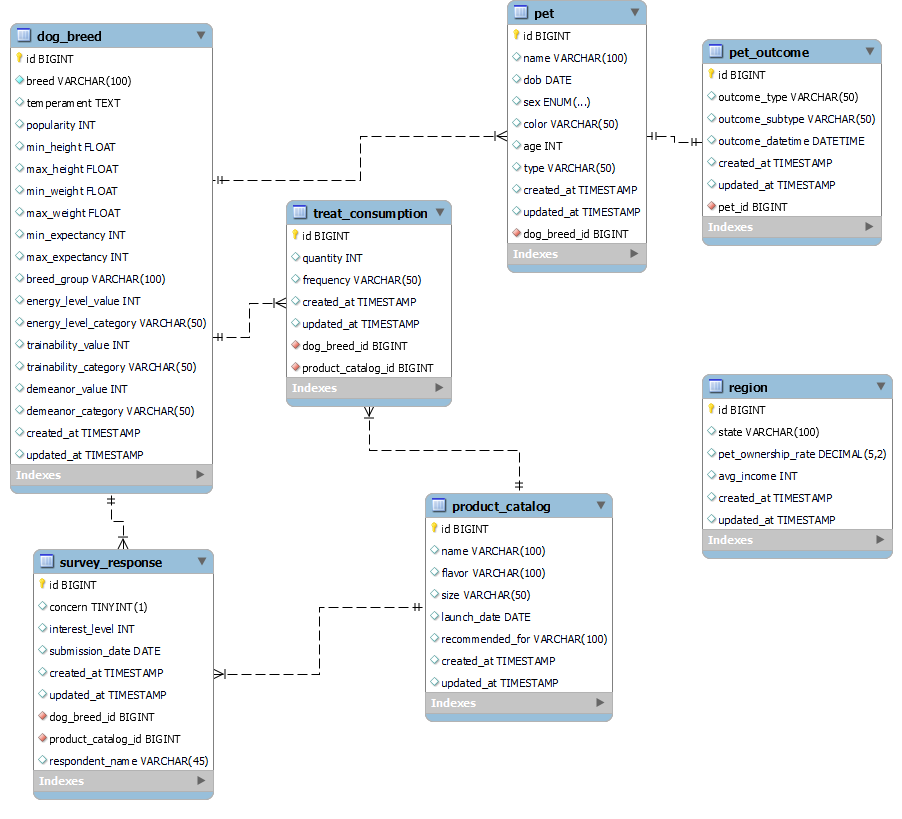 dog_breed
id BIGINT
breed VARCHAR(100)
temperament TEXT
popularity INT
min_height FLOAT
max_height FLOAT
min_weight FLOAT
max_weight FLOAT
min_expectancy INT
max_expectancy INT
breed_group VARCHAR(100)
energy_level_value INT
energy_level_category VARCHAR(50)
trainability_value INT
trainability_category VARCHAR(50)
demeanor_value INT
demeanor_category VARCHAR(50)
created_at TIMESTAMP
updated_at TIMESTAMP
Indexes
pet
id BIGINT
name VARCHAR(100)
dob DATE
sex ENUM(...)
color VARCHAR(50)
age INT
type VARCHAR(50)
created_at TIMESTAMP
updated_at TIMESTAMP
dog_breed_id BIGINT
Indexes
pet_outcome
id BIGINT
outcome_type VARCHAR(50)
outcome_subtype VARCHAR(50)
outcome_datetime DATETIME
created_at TIMESTAMP
updated_at TIMESTAMP
pet_id BIGINT
Indexes
treat_consumption
id BIGINT
quantity INT
frequency VARCHAR(50)
created_at TIMESTAMP
updated_at TIMESTAMP
dog_breed_id BIGINT
product_catalog_id BIGINT
Indexes
region
id BIGINT
state VARCHAR(100)
pet_ownership_rate DECIMAL(5,2)
avg_income INT
created_at TIMESTAMP
updated_at TIMESTAMP
Indexes
product_catalog
id BIGINT
name VARCHAR(100)
flavor VARCHAR(100)
size VARCHAR(50)
launch_date DATE
recommended_for VARCHAR(100)
created_at TIMESTAMP
updated_at TIMESTAMP
Indexes
survey_response
id BIGINT
concern TINYINT(1)
interest_level INT
submission_date DATE
created_at TIMESTAMP
updated_at TIMESTAMP
dog_breed_id BIGINT
product_catalog_id BIGINT
respondent_name VARCHAR(45)
Indexes